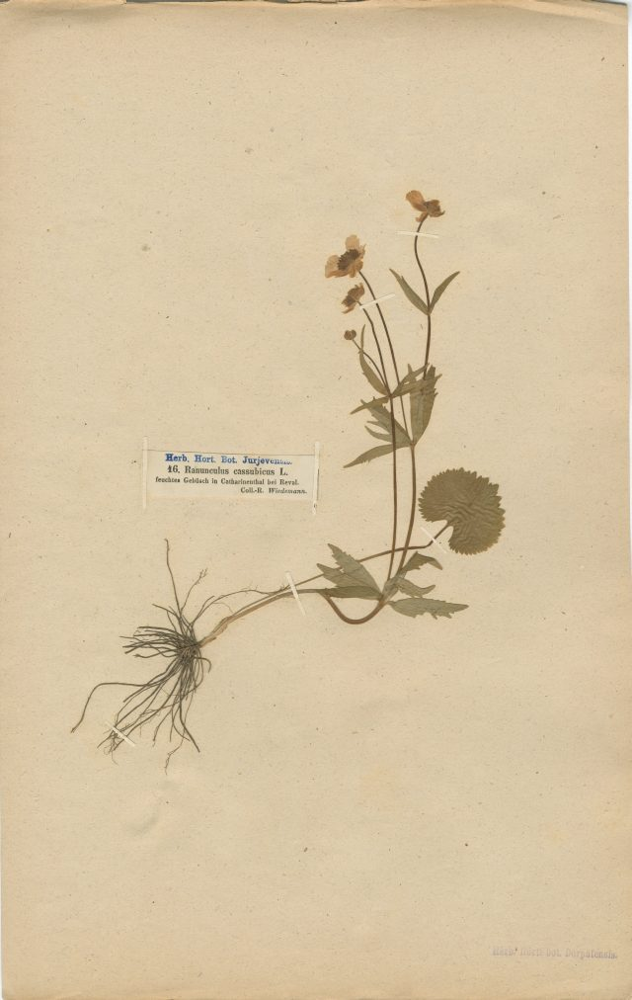 Herb. Hort. Bot. Jurjevensis.
16. Ranunculus cassubicus L.
feuchtes Gebüsch in Catharinenthal bei Reval.
Coll.-R. Wiedemann.
Herb. Horti bot. Dorpatensis.